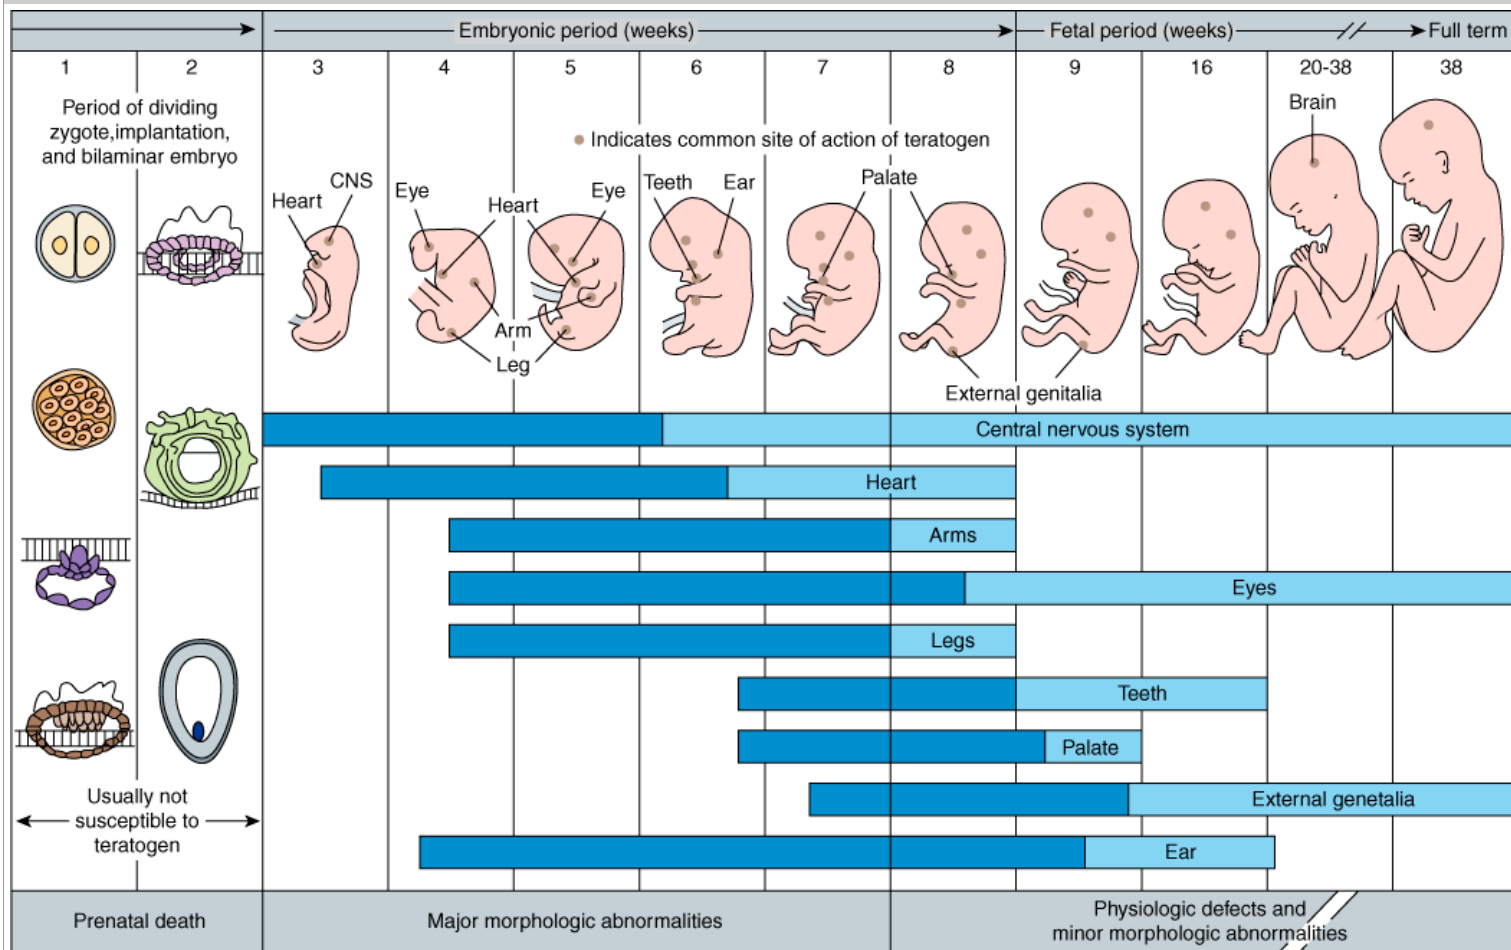 Embryonic period (weeks)
Fetal period (weeks)
Full term
1
2
3
4
5
6
7
8
9
16
20-38
38
Period of dividing
zygote,implantation,
and bilaminar embryo
Indicates common site of action of teratogen
Brain
CNS
Heart
Eye
Heart
Eye
Teeth
Ear
Palate
Arm
Leg
External genitalia
Central nervous system
Heart
Arms
Eyes
Legs
Teeth
Palate
External genetalia
Ear
Usually not
susceptible to
teratogen
Prenatal death
Major morphologic abnormalities
Physiologic defects and
minor morphologic abnormalities